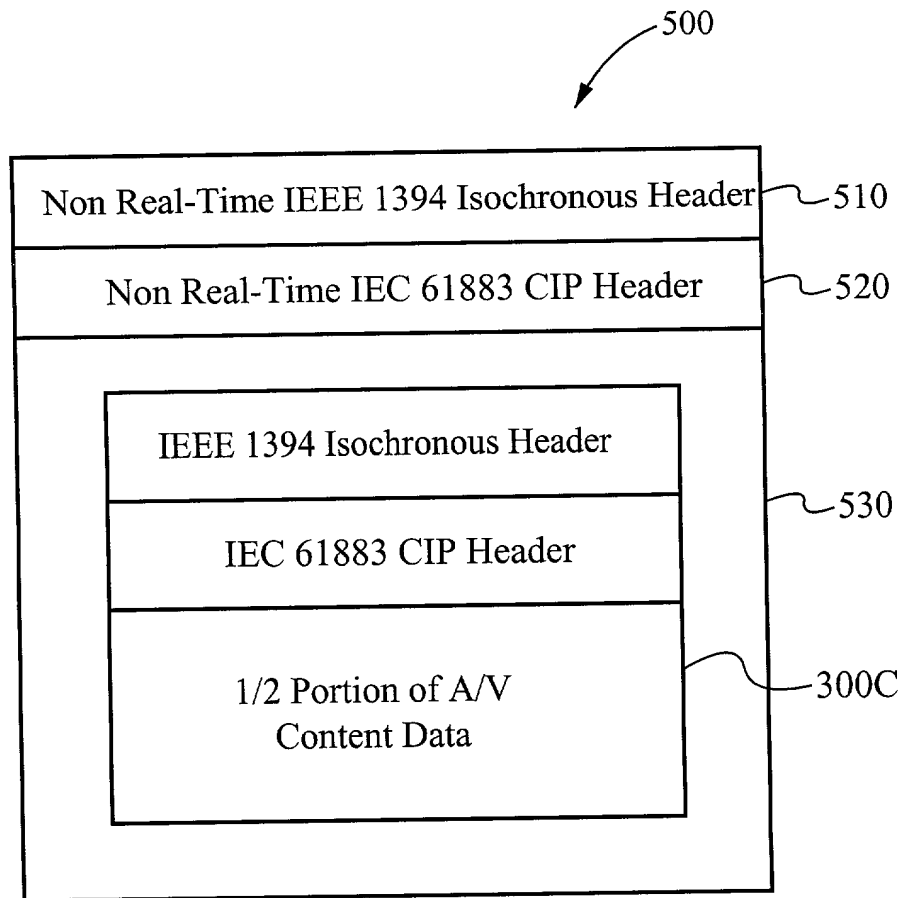 500
Non Real-Time IEEE 1394 Isochronous Header
510
Non Real-Time IEC 61883 CIP Header
520
IEEE 1394 Isochronous Header
530
IEC 61883 CIP Header
1/2 Portion of A/V
Content Data
300C